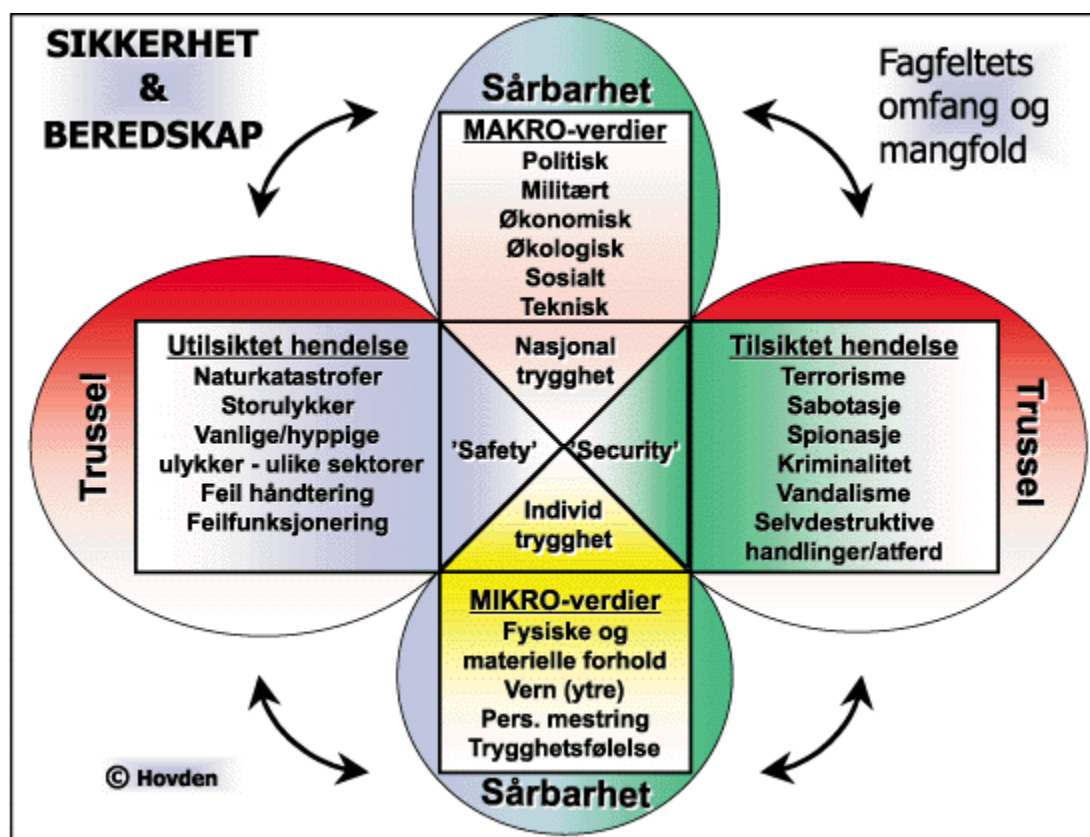 SIKKERHET
&
BEREDSKAP
Fagfeltets
omfang og
mangfold
Sårbarhet
MAKRO-verdier
Politisk
Militært
Økonomisk
Økologisk
Sosialt
Teknisk
Nasjonal
trygghet
Trussel
Utilsiktet hendelse
Naturkatastrofer
Storulykker
Vanlige/hyppige
ulykker - ulike sektorer
Feil håndtering
Feilfunksjonering
'Safety'
'Security'
Tilsiktet hendelse
Terrorisme
Sabotasje
Spionasje
Kriminalitet
Vandalisme
Selvdestruktive
handlinger/atferd
Trussel
Individ
trygghet
MIKRO-verdier
Fysiske og
materielle forhold
Vern (ytre)
Pers. mestring
Trygghetsfølelse
Sårbarhet
© Hovden